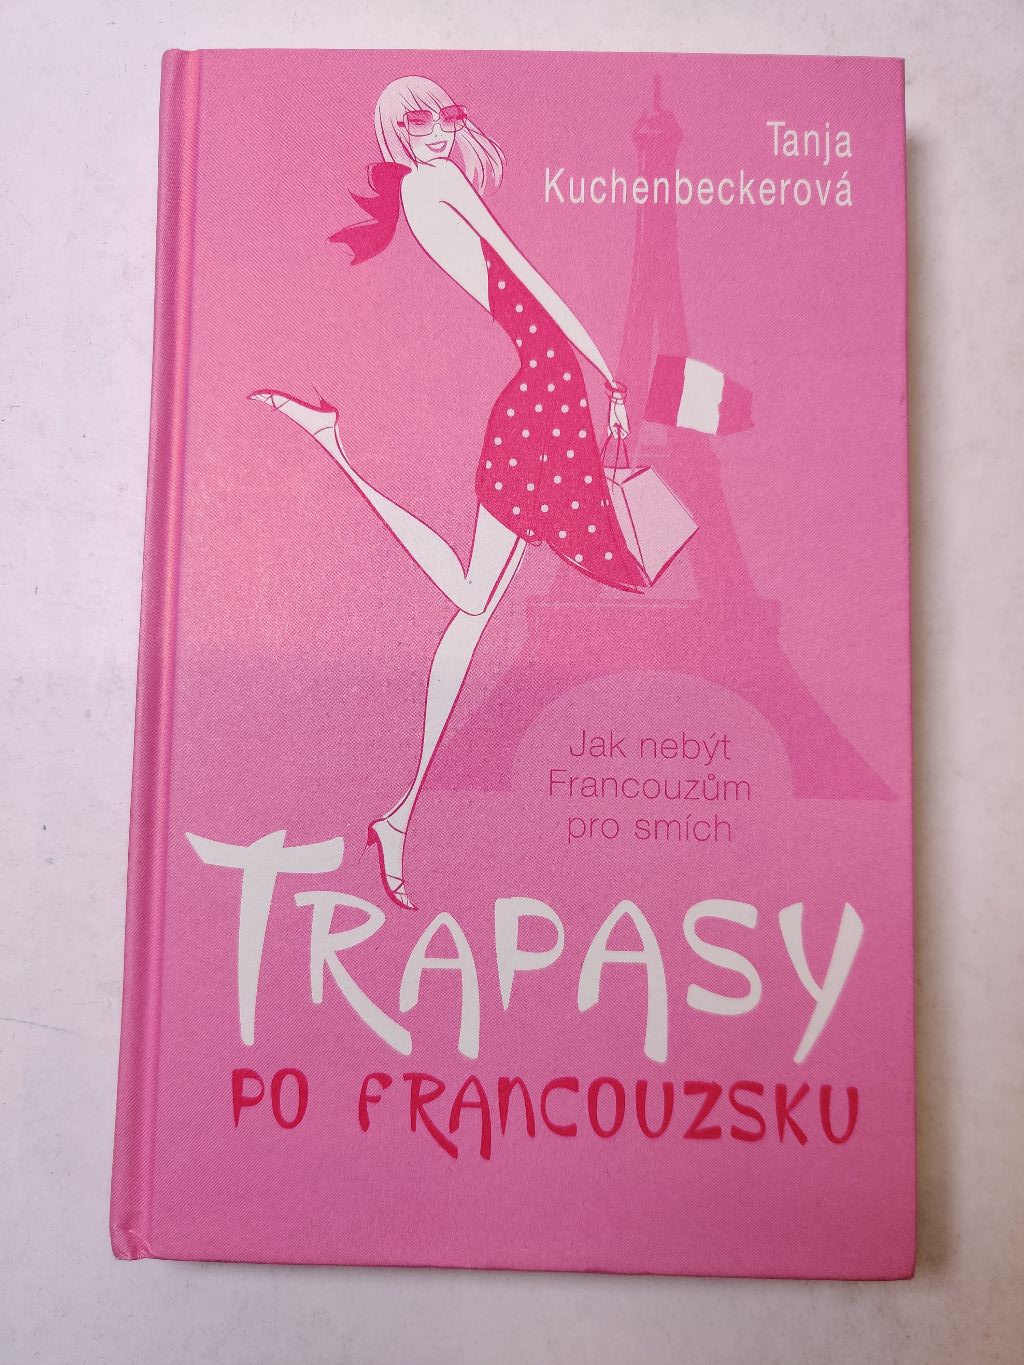 Tanja
Kuchenbeckerová
Jak nebýt
Francouzům
pro smích
TRAPASY
PO FRANCOUZSKU